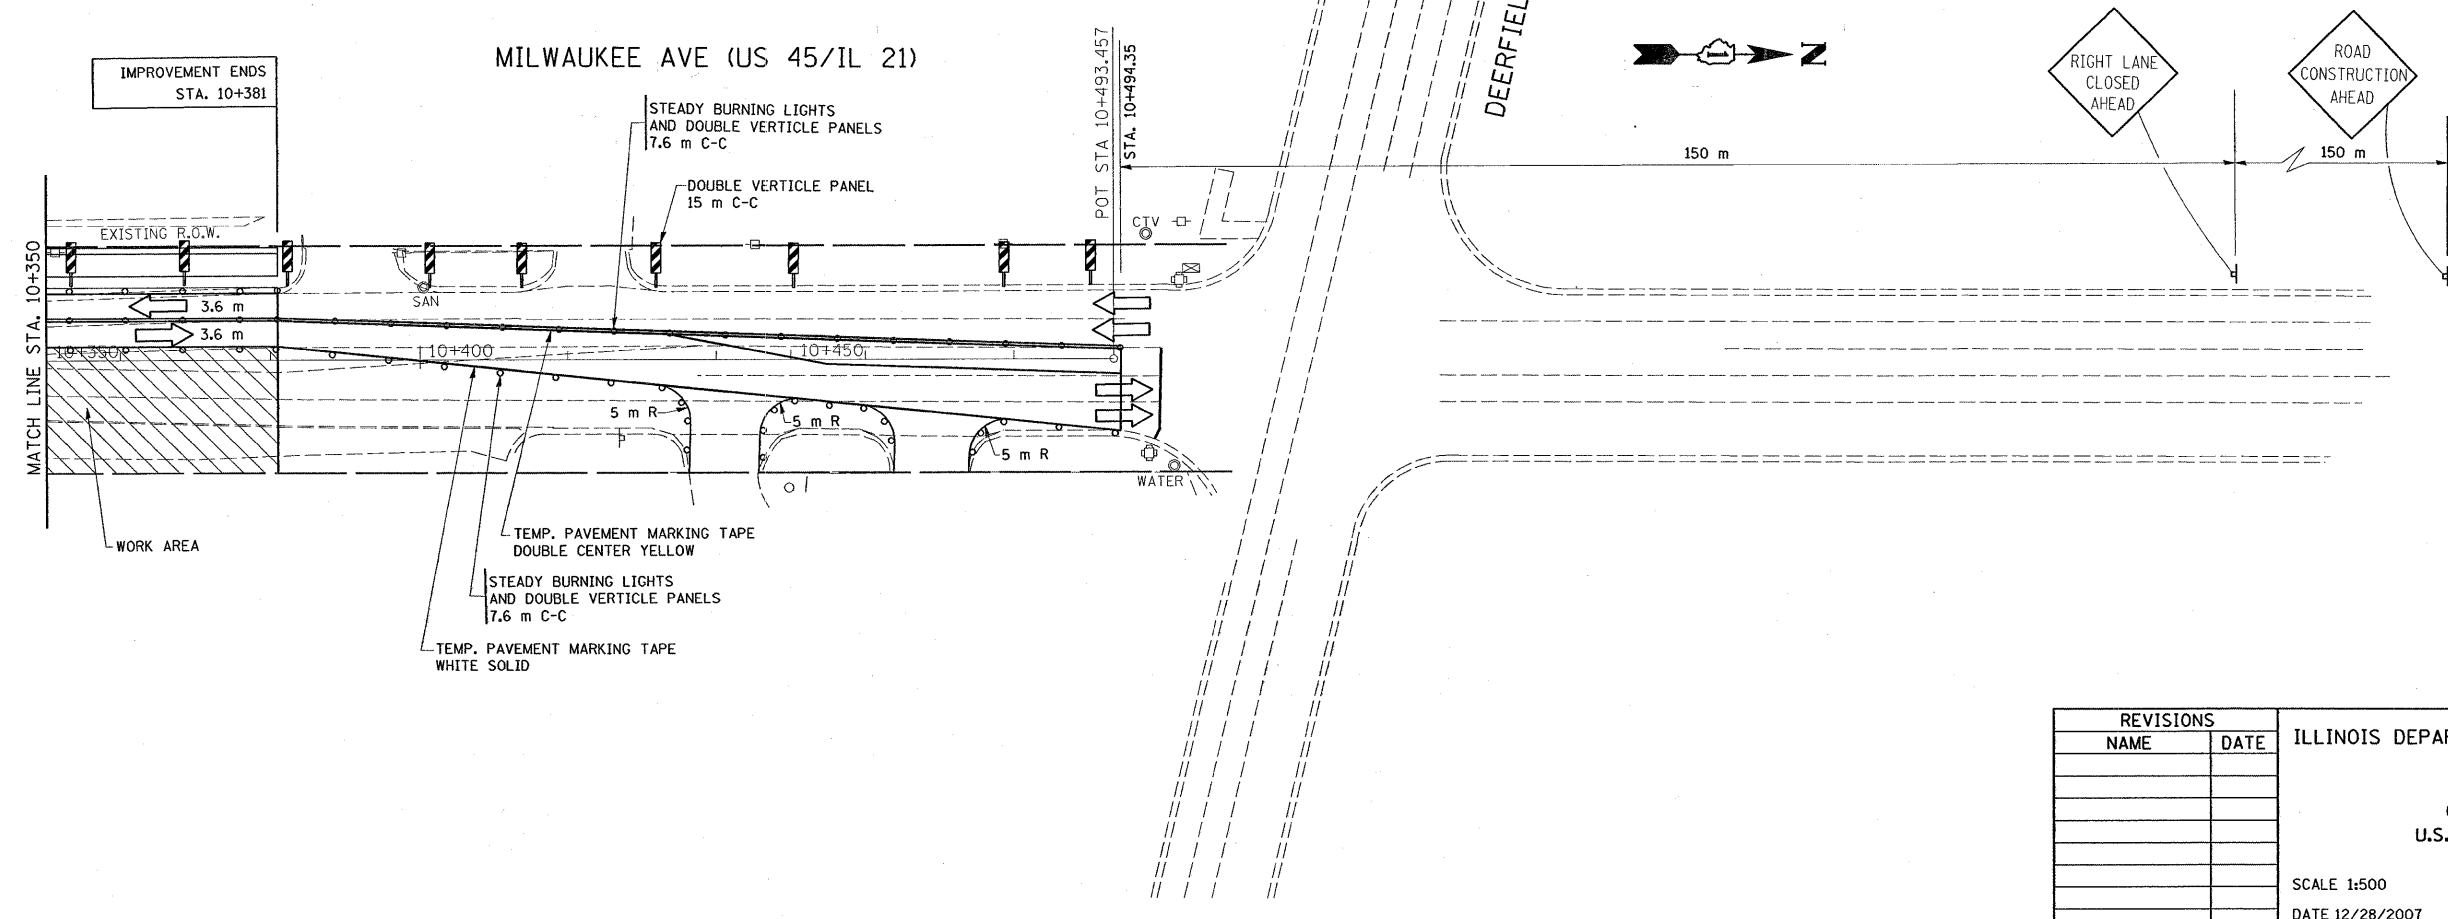 MILWAUKEE AVE (US 45/IL 21)
IMPROVEMENT ENDS
STA. 10+381
STEADY BURNING LIGHTS
AND DOUBLE VERTICLE PANELS
7.6 m C-C
DOUBLE VERTICLE PANEL
15 m C-C
POT STA 10+493.457
STA. 10+494.35
DEERFIEL
N
RIGHT LANE
CLOSED
AHEAD
ROAD
CONSTRUCTION
AHEAD
150 m
150 m
EXISTING R.O.W.
CTV
SAN
MATCH LINE STA. 10+350
3.6 m
3.6 m
10+350
10+400
10+450
5 m R
5 m R
5 m R
WATER
WORK AREA
TEMP. PAVEMENT MARKING TAPE
DOUBLE CENTER YELLOW
STEADY BURNING LIGHTS
AND DOUBLE VERTICLE PANELS
7.6 m C-C
TEMP. PAVEMENT MARKING TAPE
WHITE SOLID
REVISIONS
NAME DATE
ILLINOIS DEPAR
U.S.
SCALE 1:500
DATE 12/28/2007